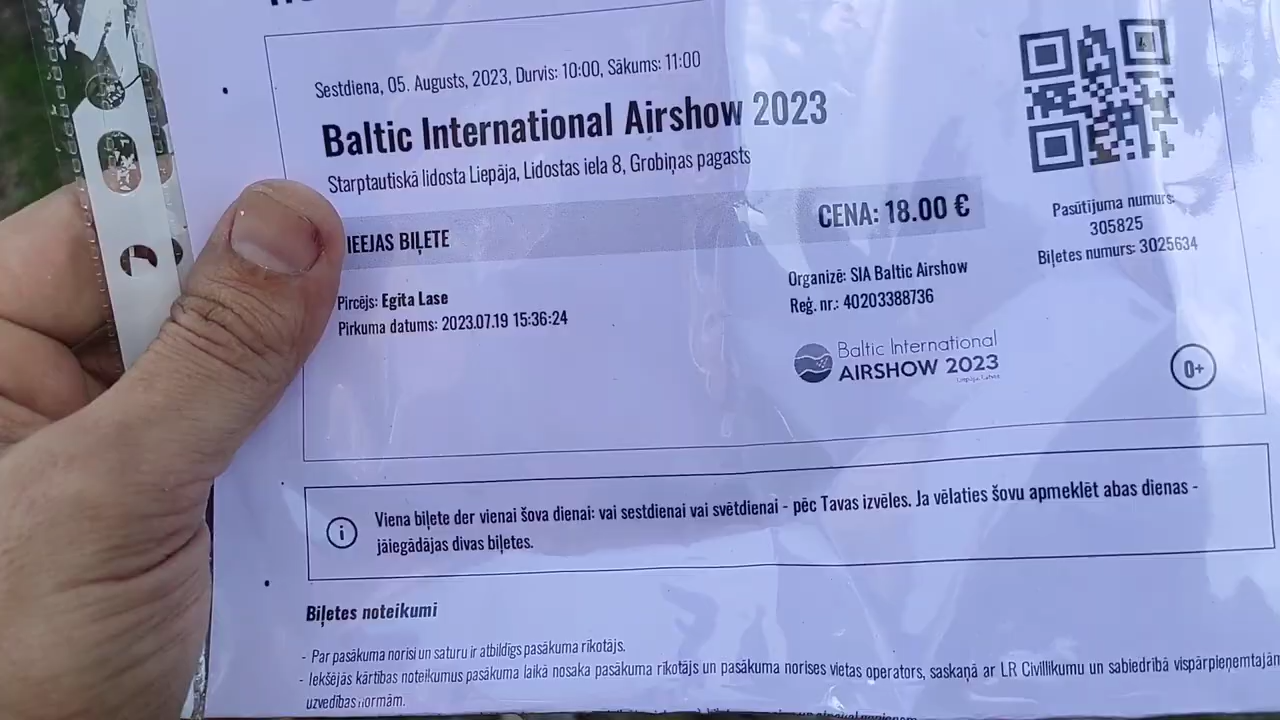 Sestdiena, 05. Augusts, 2023, Durvis: 10:00, Sākums: 11:00
Baltic International Airshow 2023
Starptautiskā lidosta Liepāja, Lidostas iela 8, Grobiņas pagasts
IEEJAS BIĻETE
CENA: 18.00 €
Pasūtījuma numurs:
305825
Biļetes numurs: 3025634
Pircējs: Egita Lase
Pirkuma datums: 2023.07.19 15:36:24
Organizē: SIA Baltic Airshow
Reģ. nr.: 40203388736
Baltic International
AIRSHOW 2023
Liepāja, Latvia
0+
Viena biļete der vienai šova dienai: vai sestdienai vai svētdienai - pēc Tavas izvēles. Ja vēlaties šovu apmeklēt abas dienas -
jāiegādājas divas biļetes.
Biļetes noteikumi
- Par pasākuma norisi un saturu ir atbildīgs pasākuma rīkotājs.
- Iekšējās kārtības noteikumus pasākuma laikā nosaka pasākuma rīkotājs un pasākuma norises vietas operators, saskaņā ar LR Civillikumu un sabiedrībā vispārpieņemtajām
uzvedības normām.